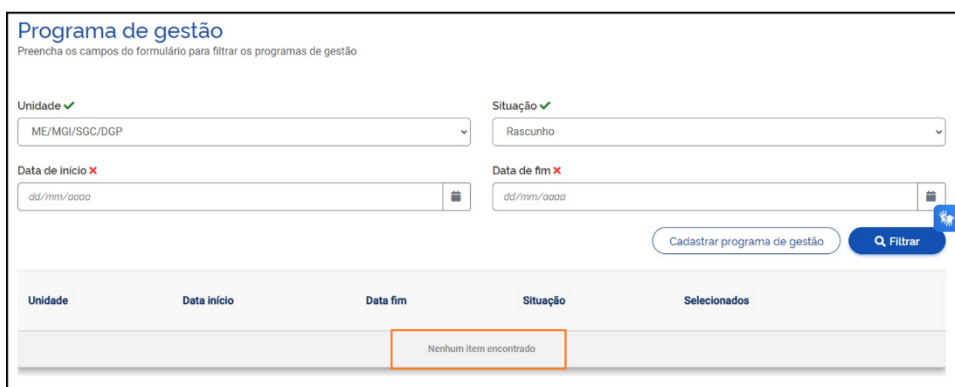 Programa de gestão
Preencha os campos do formulário para filtrar os programas de gestão
Unidade
Situação
ME/MGI/SGC/DGP
Rascunho
Data de início
Data de fim
dd/mm/aaaa
dd/mm/aaaa
Cadastrar programa de gestão
Filtrar
Unidade Data início Data fim Situação Selecionados
Nenhum item encontrado